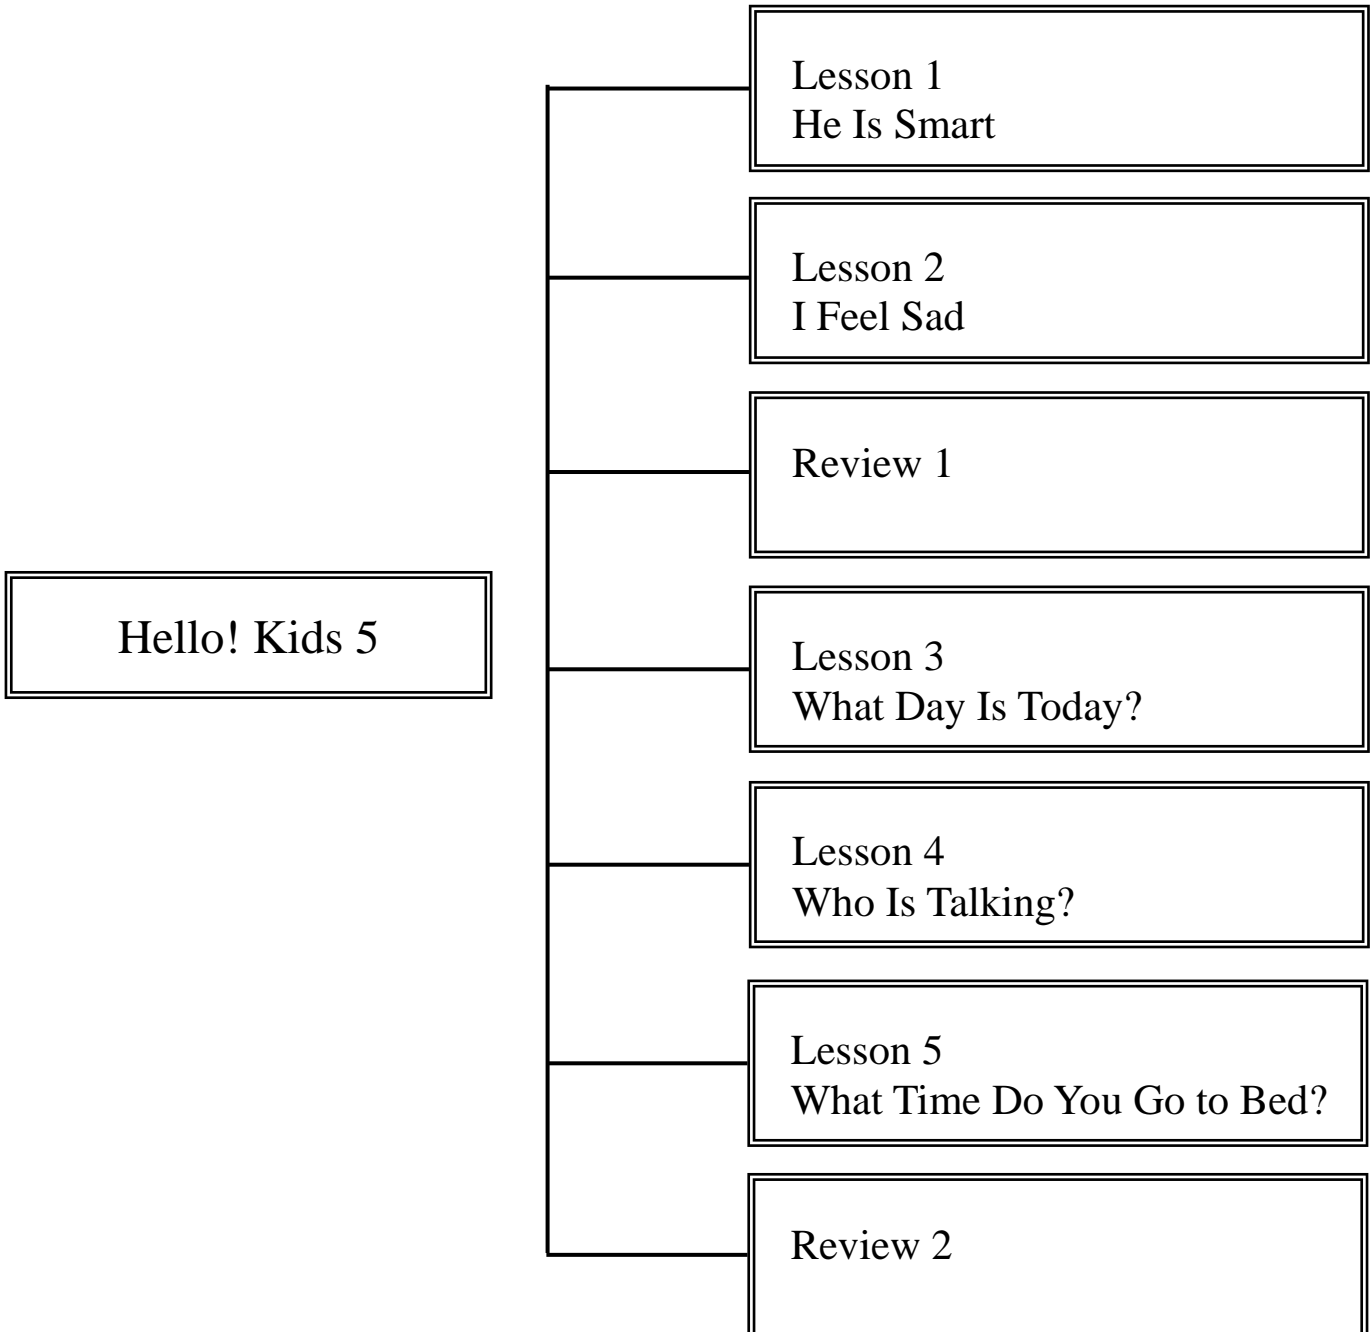 Hello! Kids 5
Lesson 1
He Is Smart
Lesson 2
I Feel Sad
Review 1
Lesson 3
What Day Is Today?
Lesson 4
Who Is Talking?
Lesson 5
What Time Do You Go to Bed?
Review 2